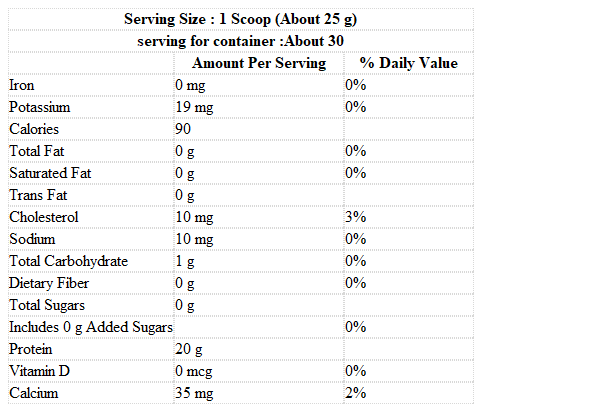 Serving Size : 1 Scoop (About 25 g)
serving for container :About 30
Amount Per Serving % Daily Value
Iron 0 mg 0%
Potassium 19 mg 0%
Calories 90
Total Fat 0 g 0%
Saturated Fat 0 g 0%
Trans Fat 0 g
Cholesterol 10 mg 3%
Sodium 10 mg 0%
Total Carbohydrate 1 g 0%
Dietary Fiber 0 g 0%
Total Sugars 0 g
Includes 0 g Added Sugars 0%
Protein 20 g
Vitamin D 0 mcg 0%
Calcium 35 mg 2%